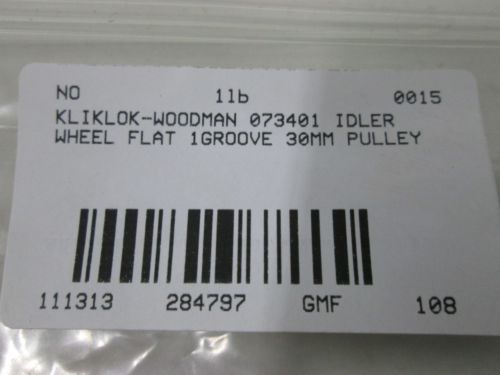 NO 1lb 0015
KLIKLOK-WOODMAN 073401 IDLER
WHEEL FLAT 1GROOVE 30MM PULLEY
111313 284797 GMF 108